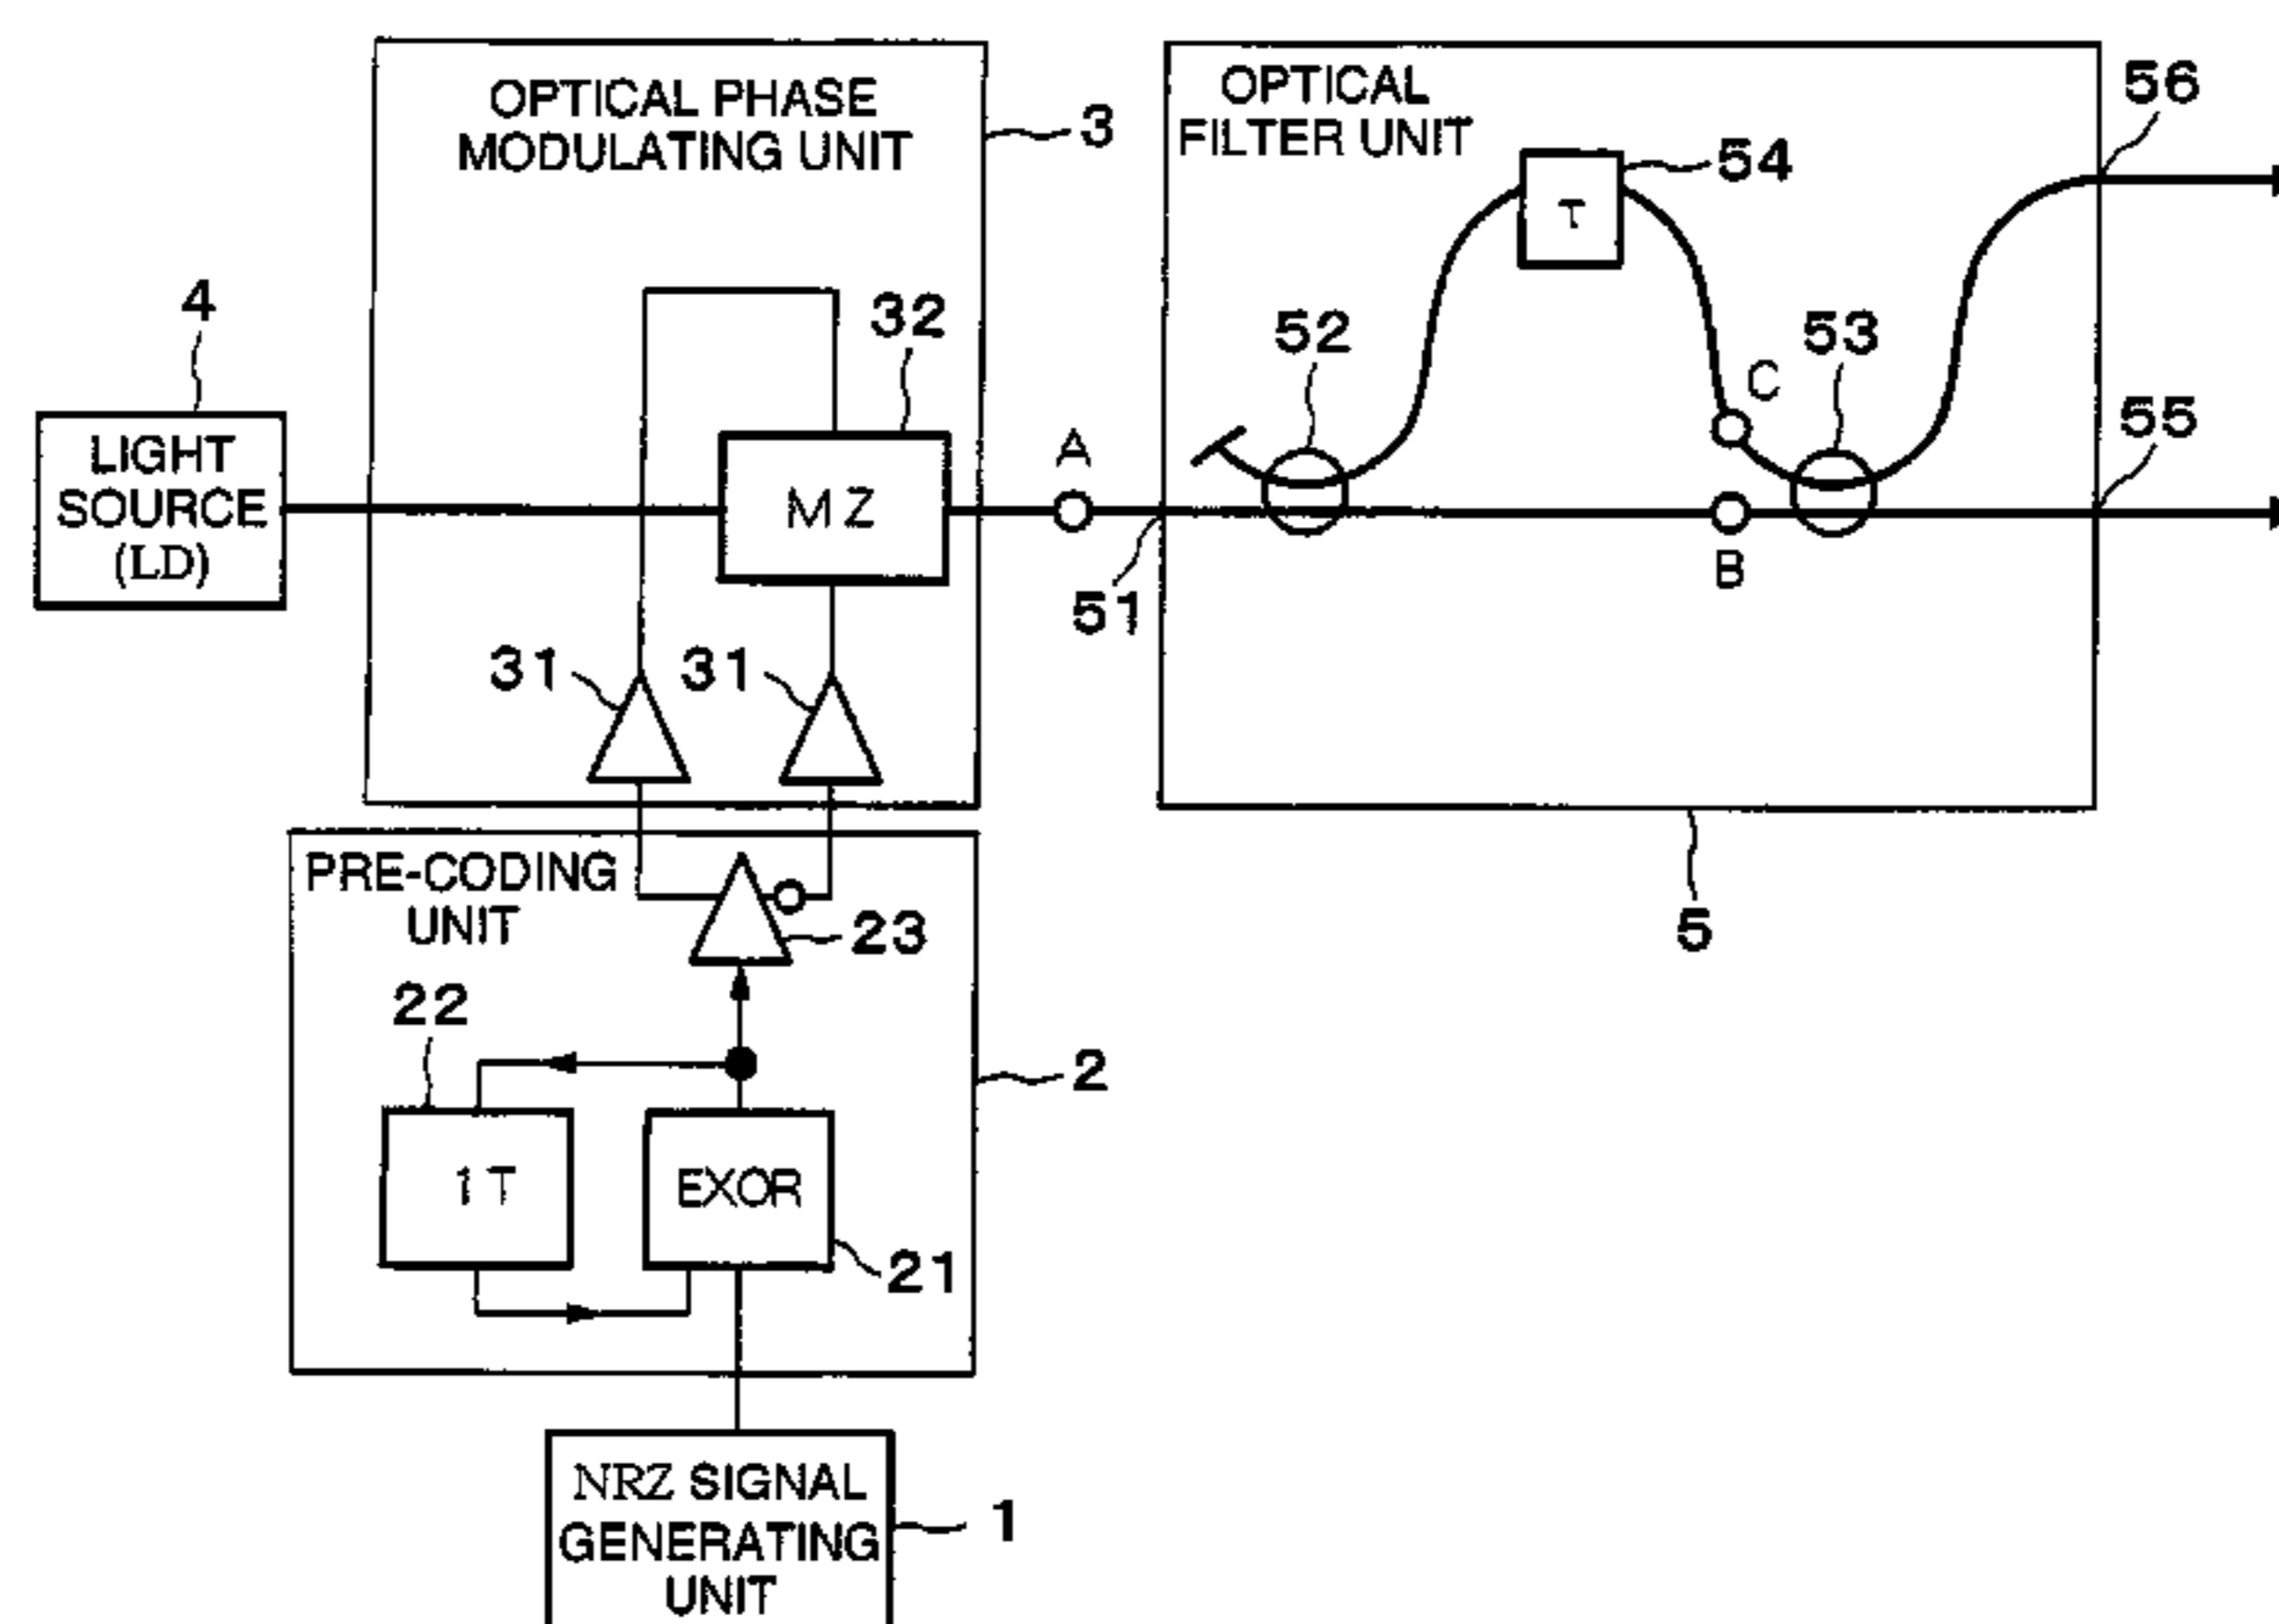 OPTICAL PHASE
MODULATING UNIT
3
OPTICAL
FILTER UNIT
54
56
T
4
32
52
53
C
55
LIGHT
SOURCE
(LD)
MZ
A
B
51
31
31
PRE-CODING
UNIT
23
5
22
2
1T
EXOR
21
NRZ SIGNAL
GENERATING
UNIT
1